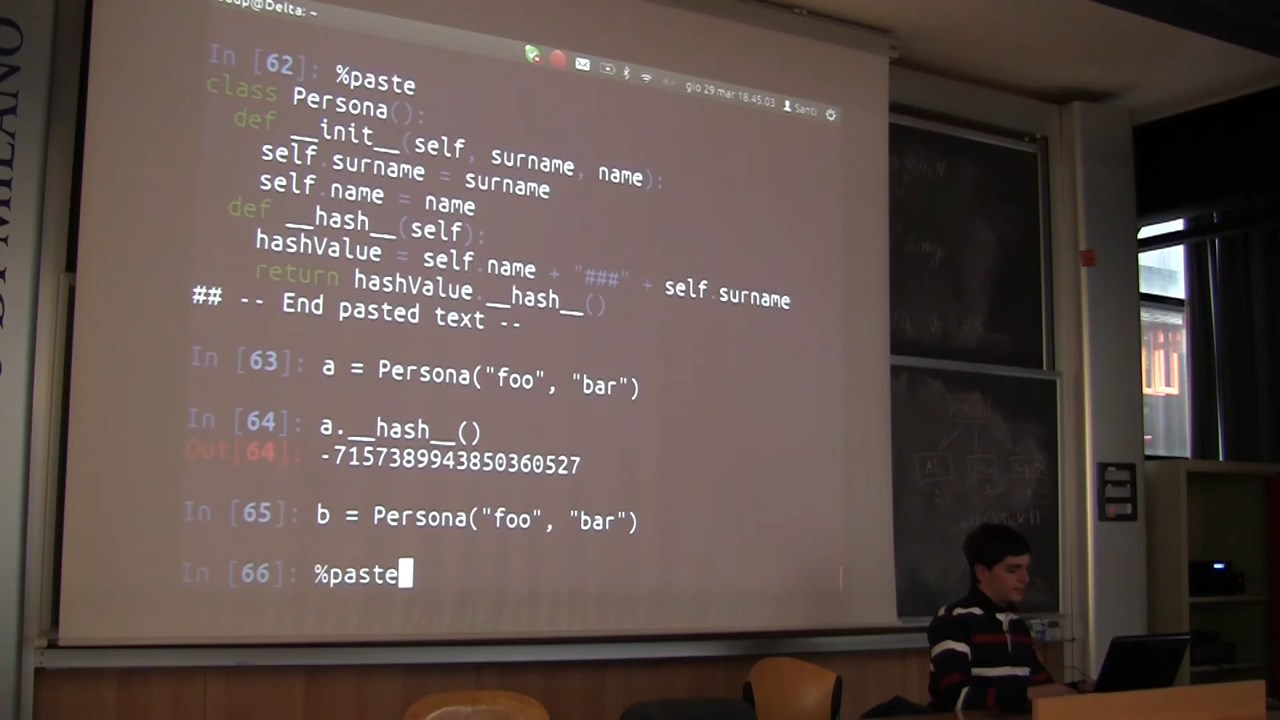 @Delta: ~
gio 29 mar 18.45.03 Santi
In [62]: %paste
class Persona():
def __init__(self, surname, name):
self.surname = surname
self.name = name
def __hash__(self):
hashValue = self.name + "###" + self.surname
return hashValue.__hash__()
## -- End pasted text --
In [63]: a = Persona("foo", "bar")
In [64]: a.__hash__()
Out[64]: -7157389943850360527
In [65]: b = Persona("foo", "bar")
In [66]: %paste
MILANO